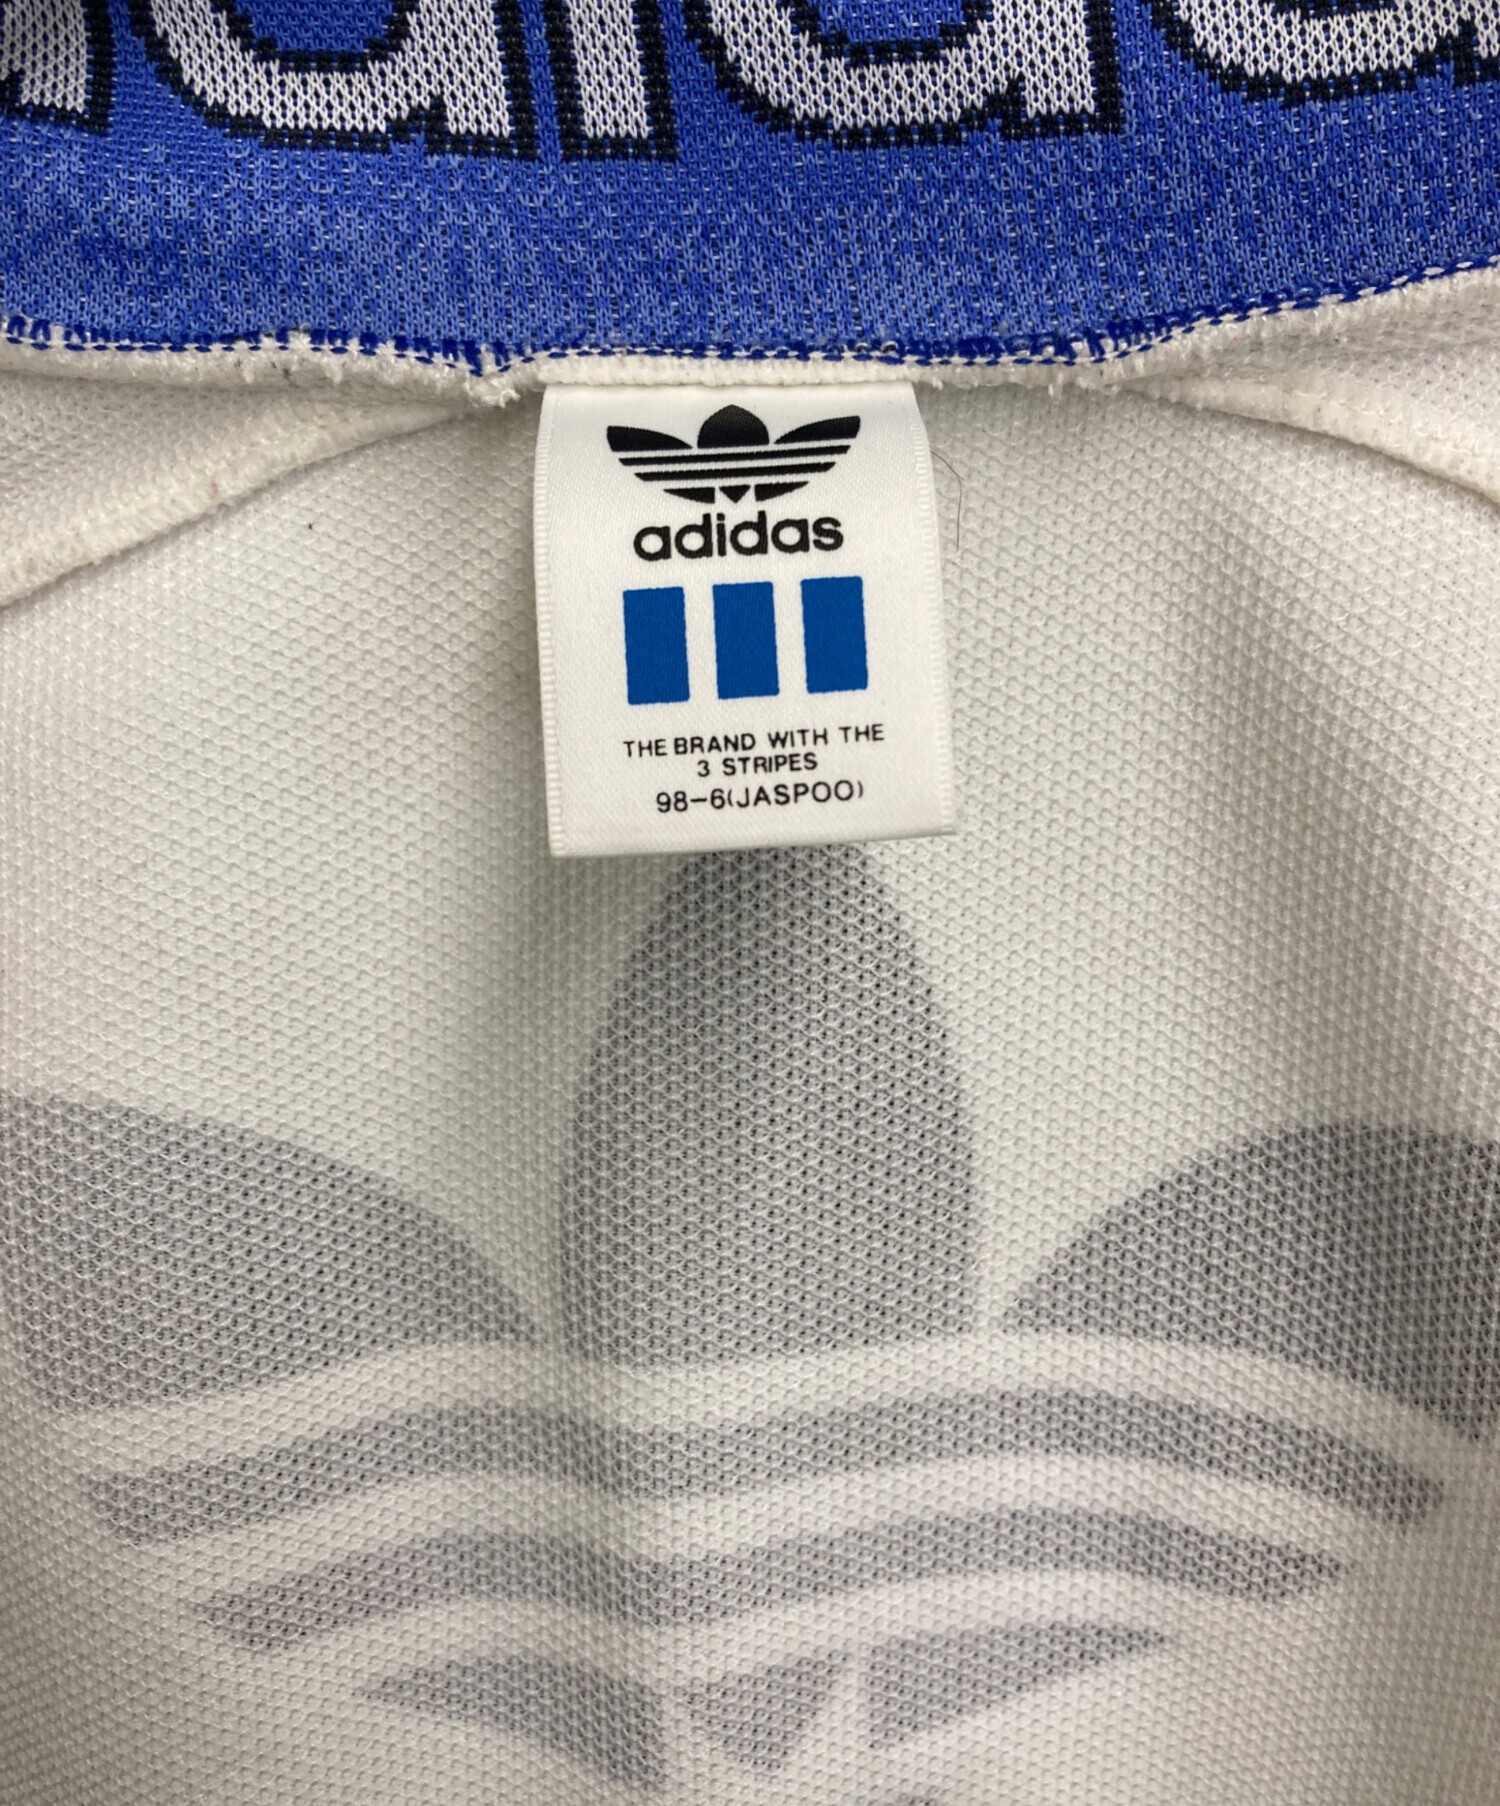 adidas
THE BRAND WITH THE
3 STRIPES
98-6(JASPOO)